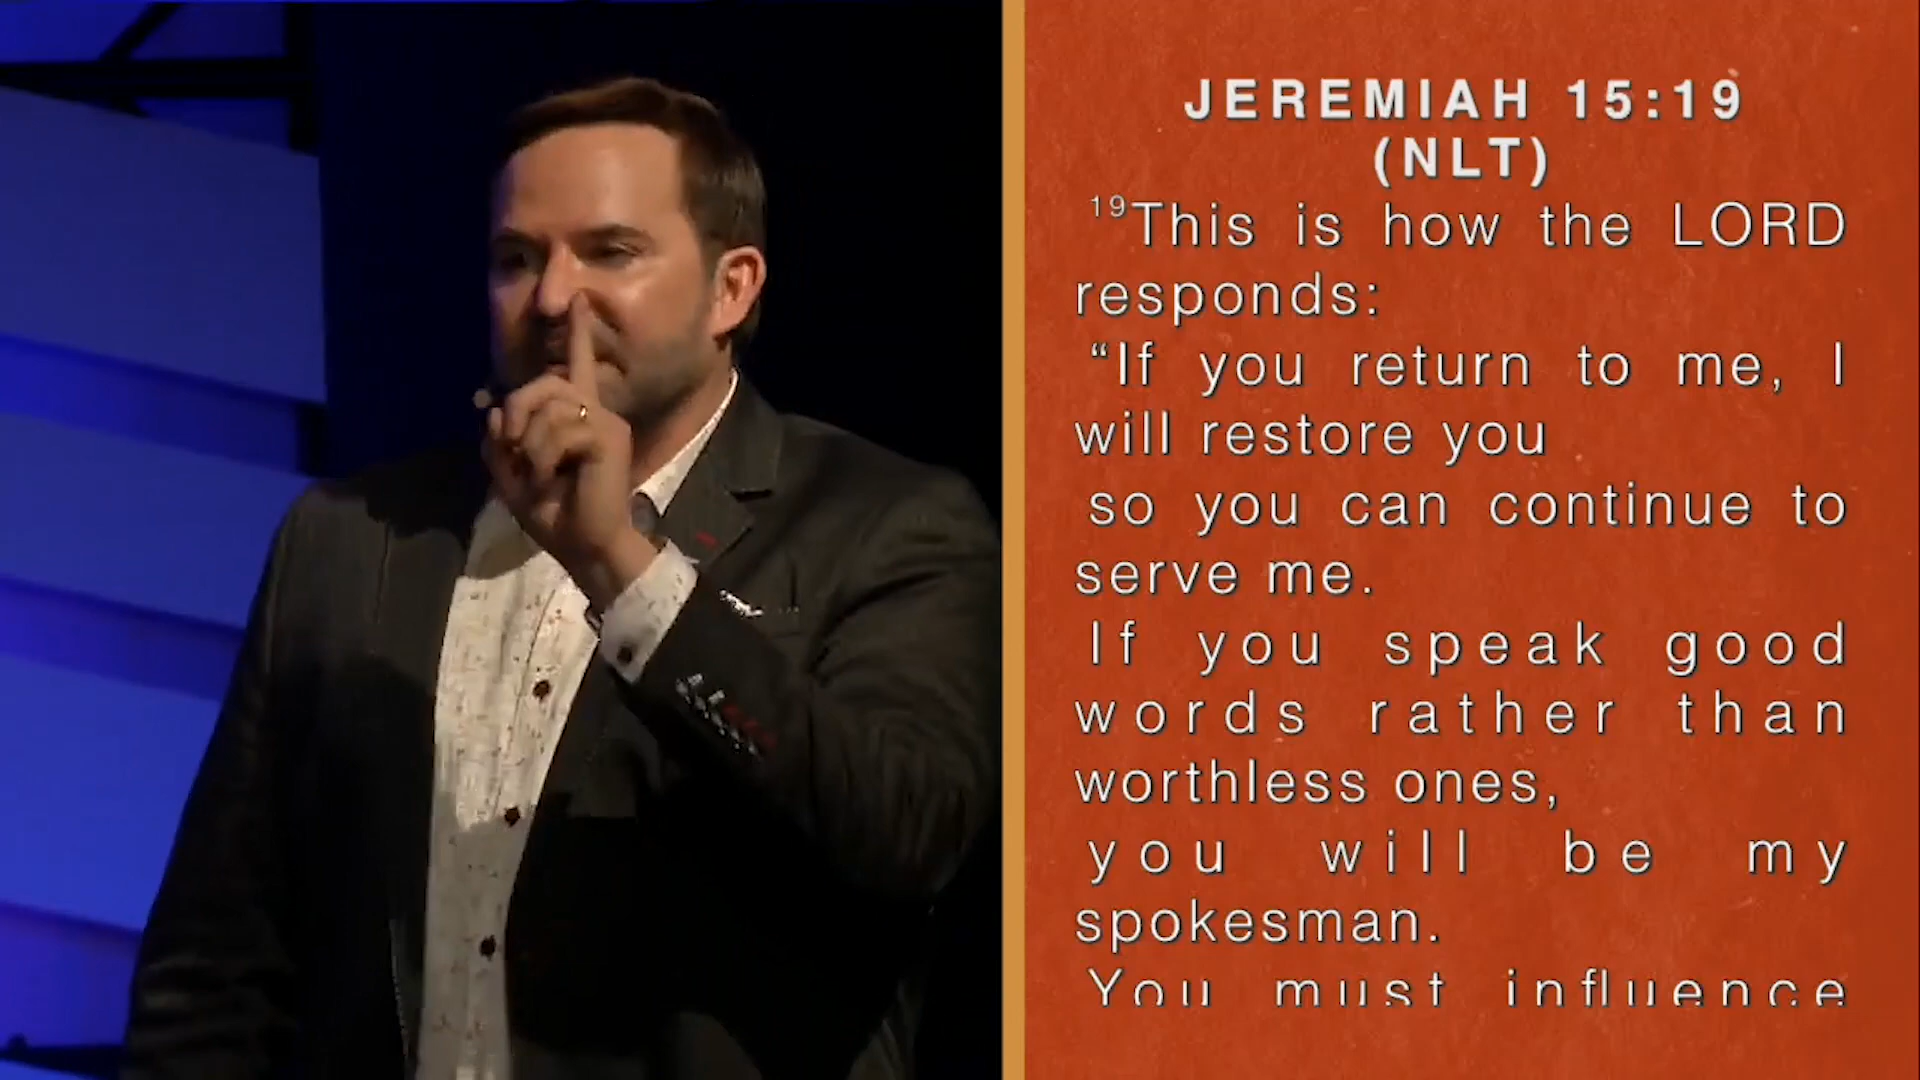 JEREMIAH 15:19
(NLT)
19This is how the LORD
responds:
“If you return to me, I
will restore you
so you can continue to
serve me.
If you speak good
words rather than
worthless ones,
you will be my
spokesman.
You must influence